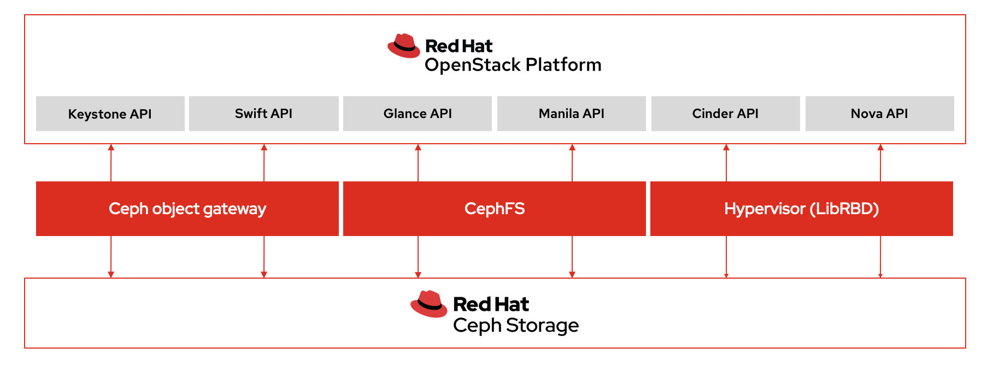 Red Hat
OpenStack Platform
Keystone API
Swift API
Glance API
Manila API
Cinder API
Nova API
Ceph object gateway
CephFS
Hypervisor (LibRBD)
Red Hat
Ceph Storage